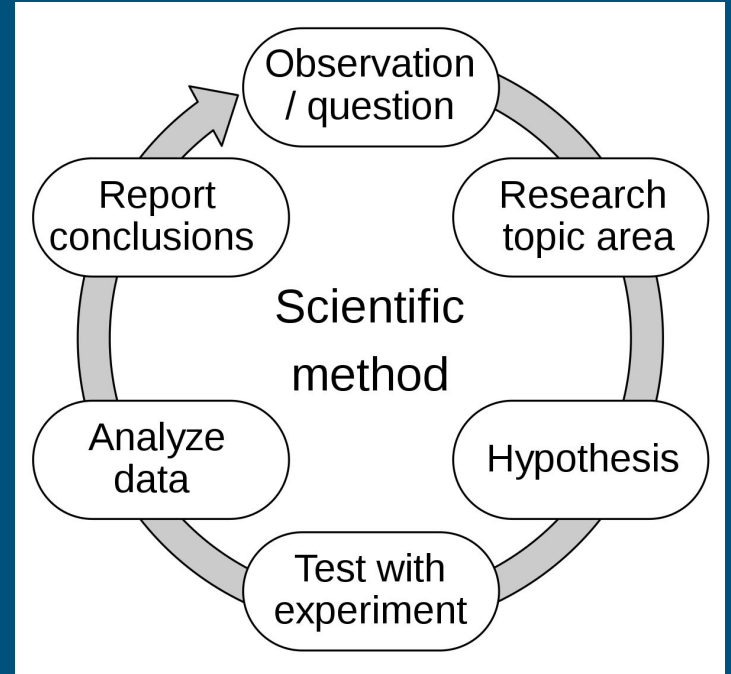 Observation
/ question
Research
topic area
Hypothesis
Test with
experiment
Analyze
data
Report
conclusions
Scientific
method